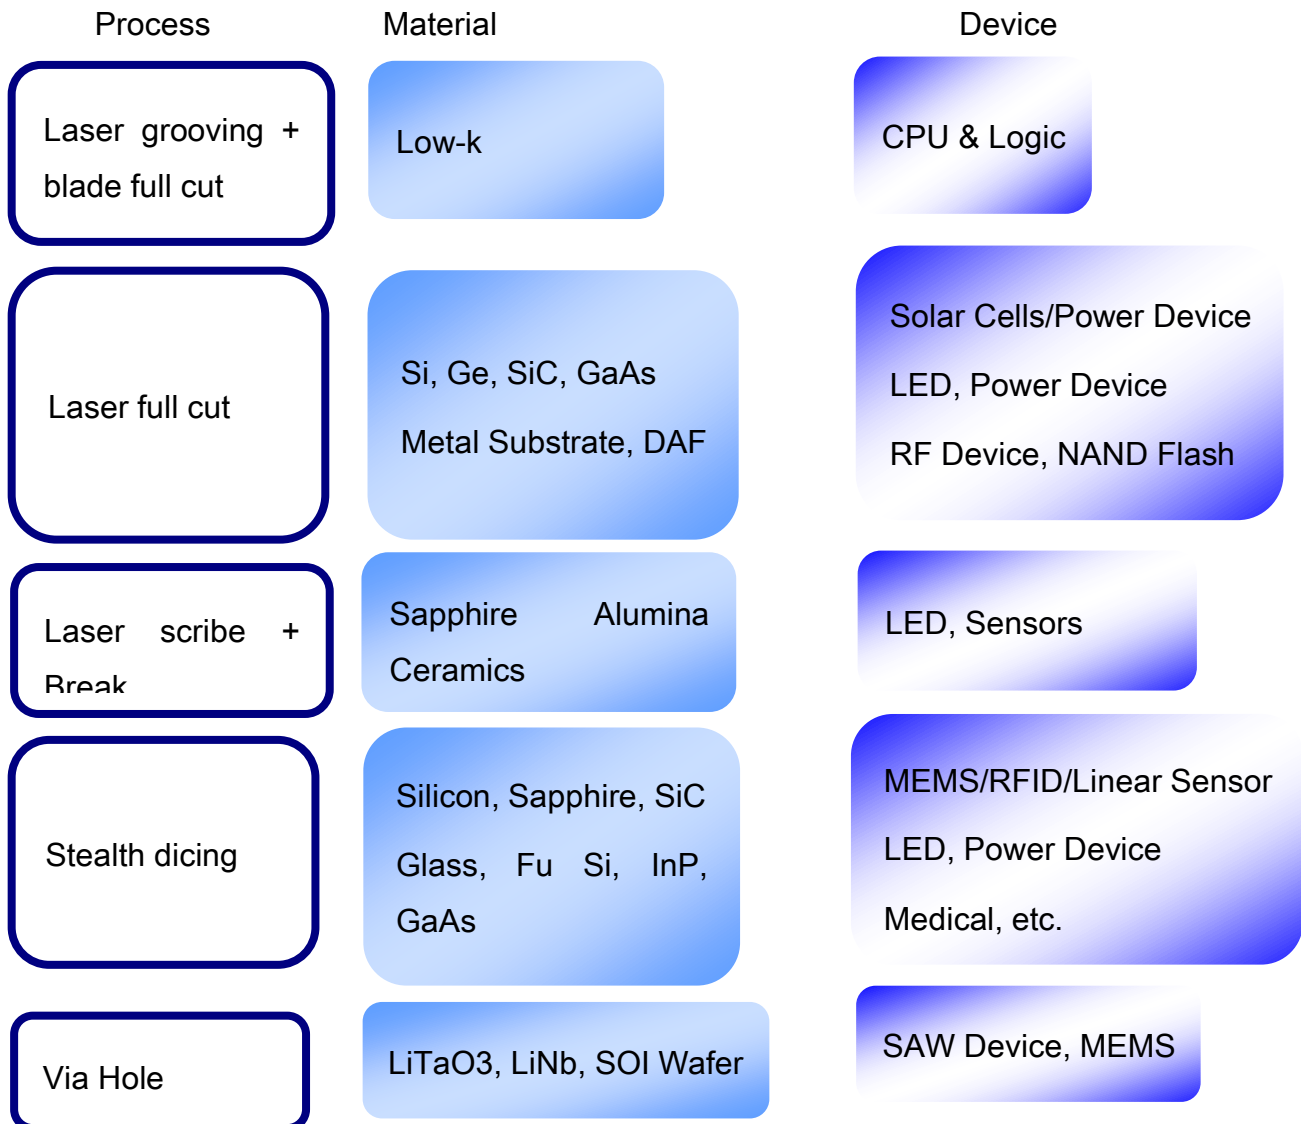 Process Material Device
Laser grooving +
blade full cut
Low-k
CPU & Logic
Laser full cut
Si, Ge, SiC, GaAs
Metal Substrate, DAF
Solar Cells/Power Device
LED, Power Device
RF Device, NAND Flash
Laser scribe +
Break
Sapphire Alumina
Ceramics
LED, Sensors
Stealth dicing
Silicon, Sapphire, SiC
Glass, Fu Si, InP,
GaAs
MEMS/RFID/Linear Sensor
LED, Power Device
Medical, etc.
Via Hole
LiTaO3, LiNb, SOI Wafer
SAW Device, MEMS